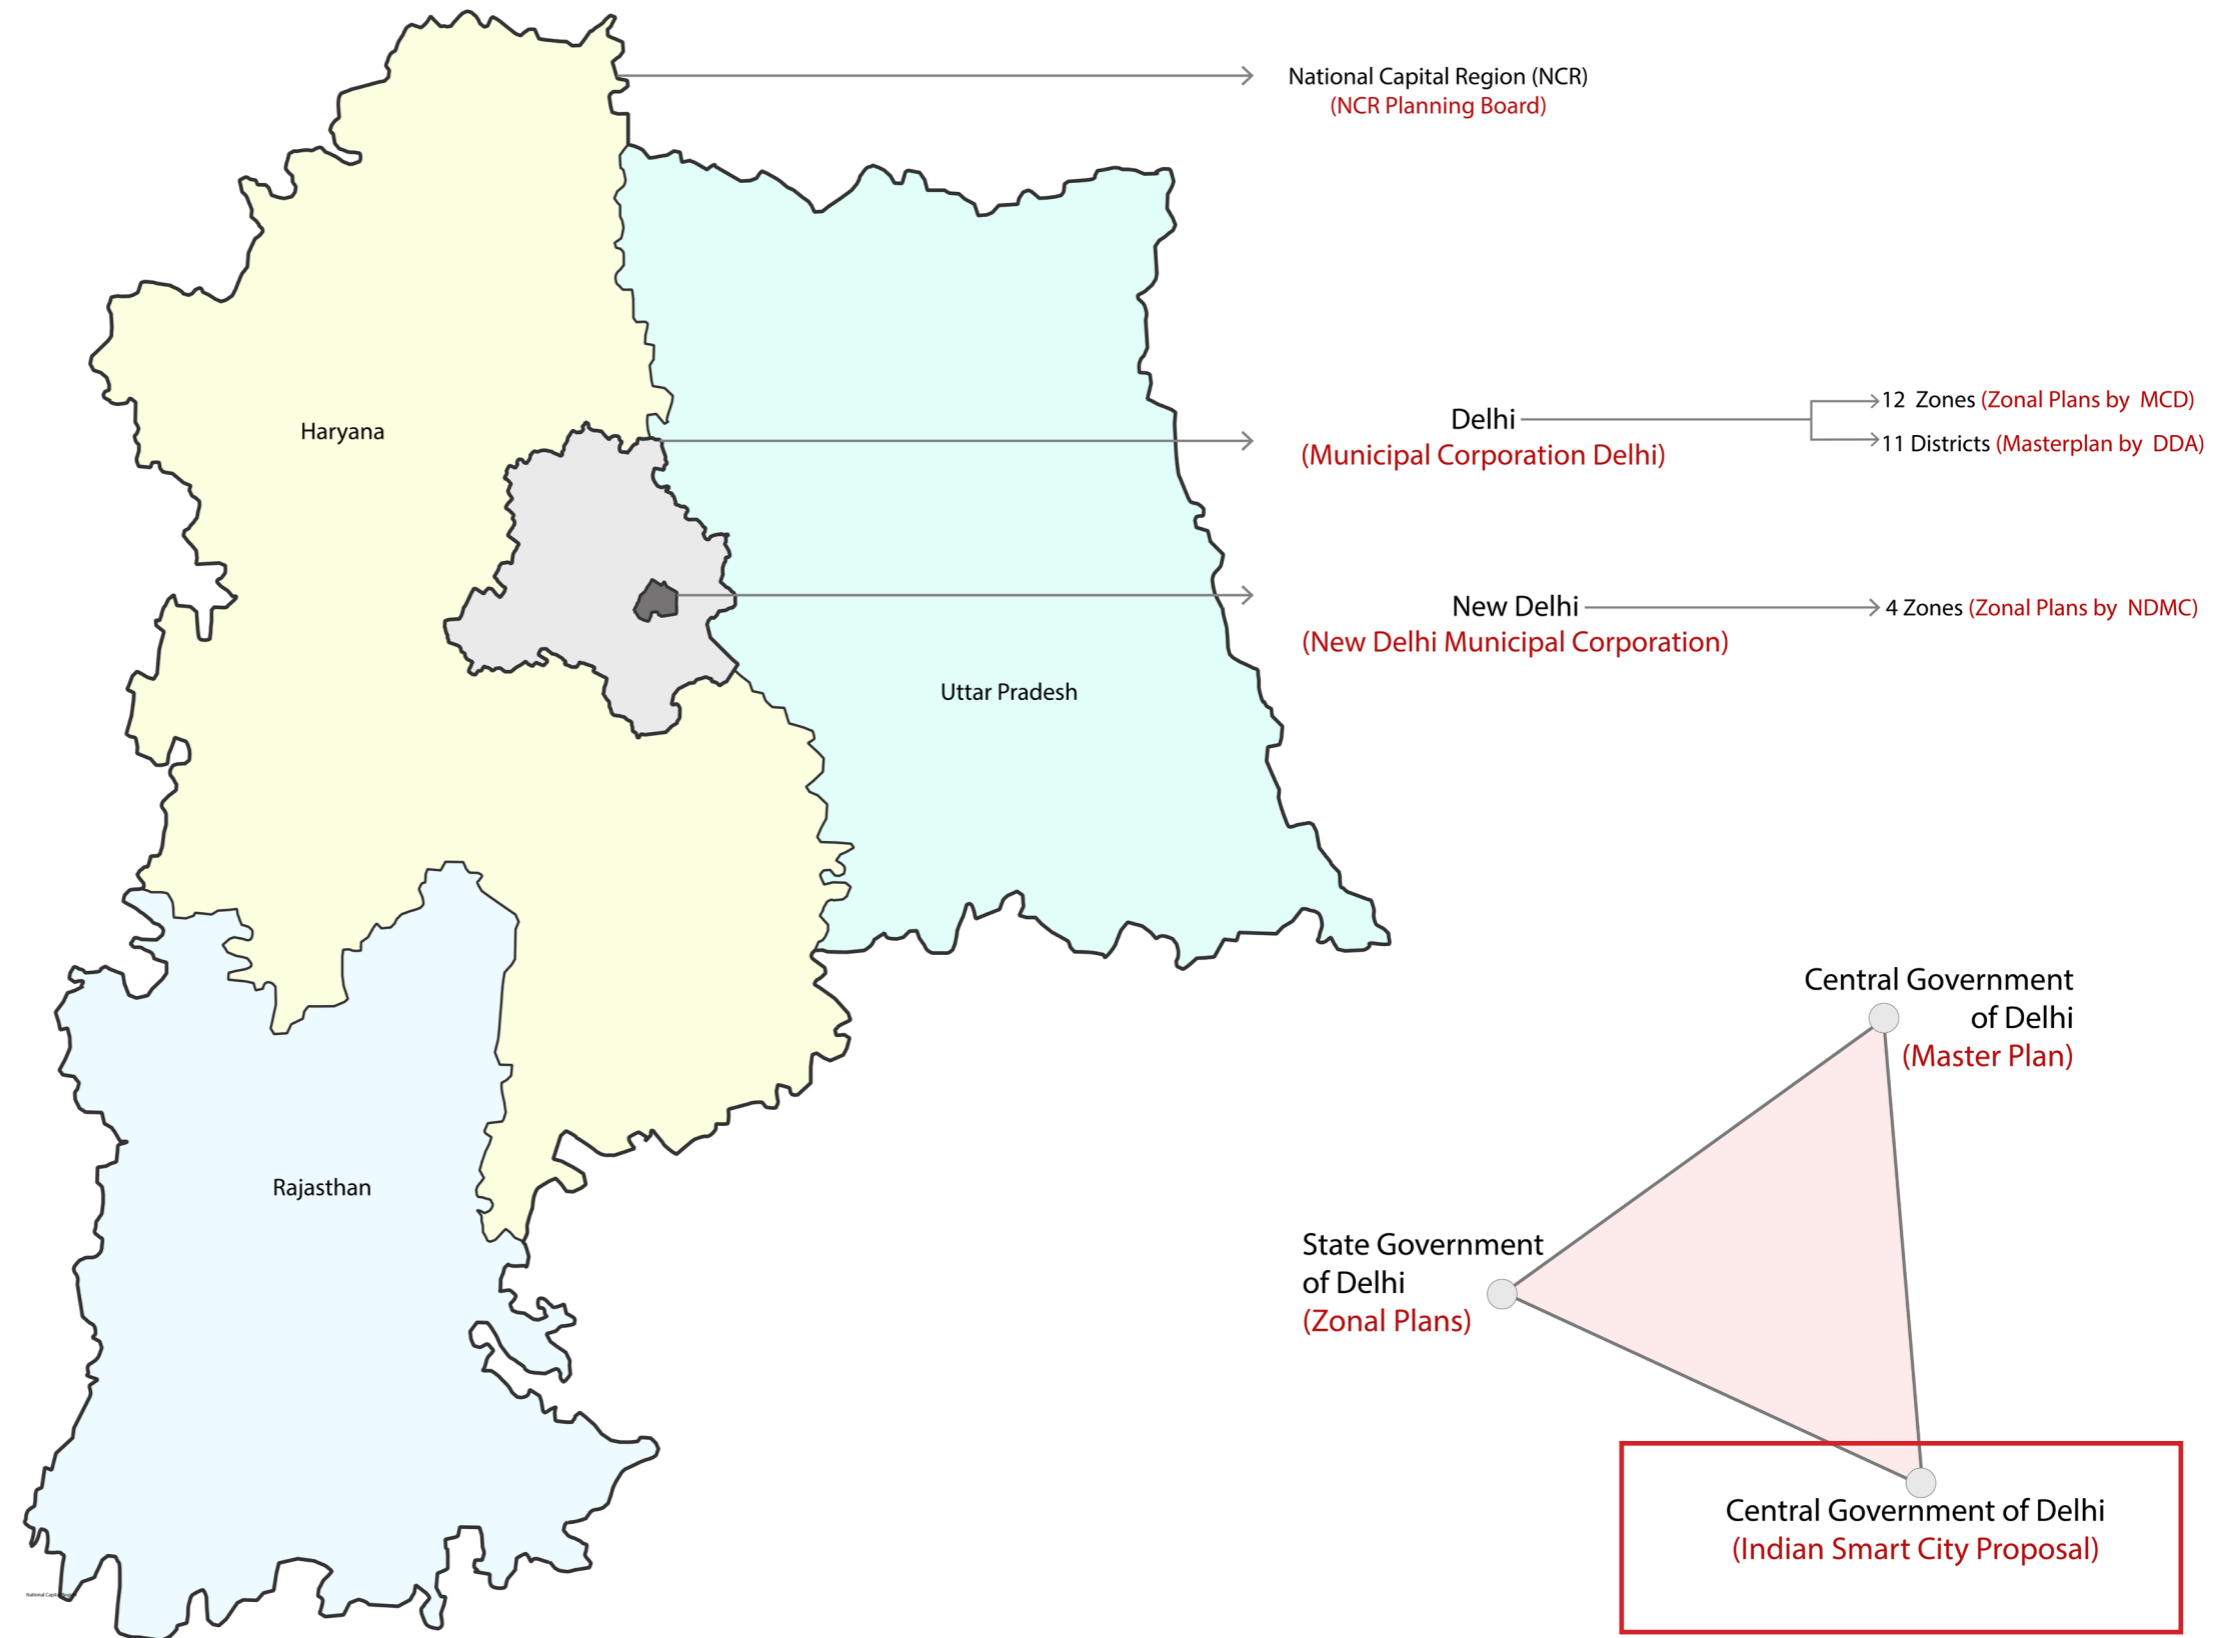 National Capital Region (NCR)
(NCR Planning Board)
Haryana
Delhi
(Municipal Corporation Delhi)
12 Zones (Zonal Plans by MCD)
11 Districts (Masterplan by DDA)
New Delhi
(New Delhi Municipal Corporation)
4 Zones (Zonal Plans by NDMC)
Uttar Pradesh
Rajasthan
Central Government
of Delhi
(Master Plan)
State Government
of Delhi
(Zonal Plans)
Central Government of Delhi
(Indian Smart City Proposal)
National Capital